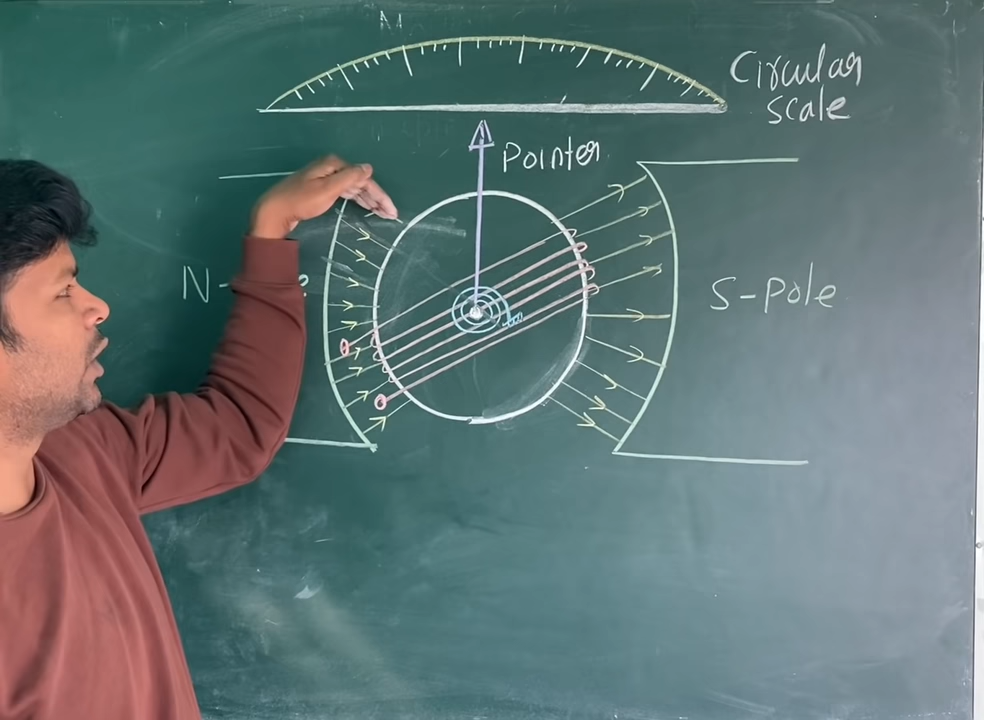 Circular
scale
Pointer
N-
S-Pole